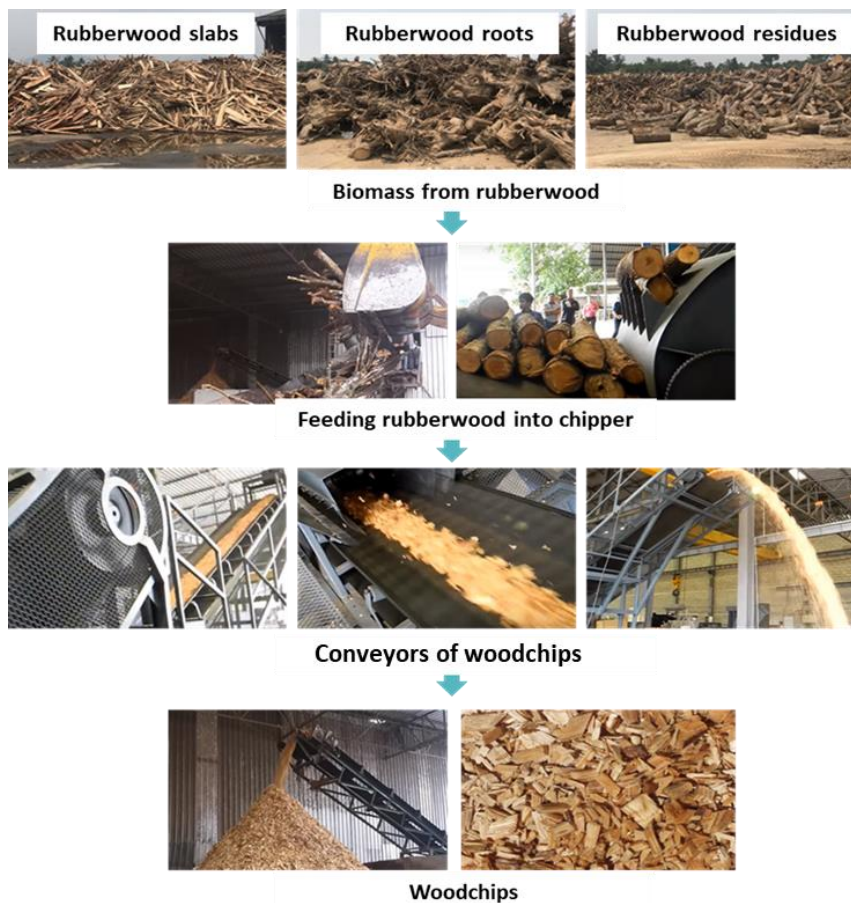 Rubberwood slabs
Rubberwood roots
Rubberwood residues
Biomass from rubberwood
Feeding rubberwood into chipper
Conveyors of woodchips
Woodchips